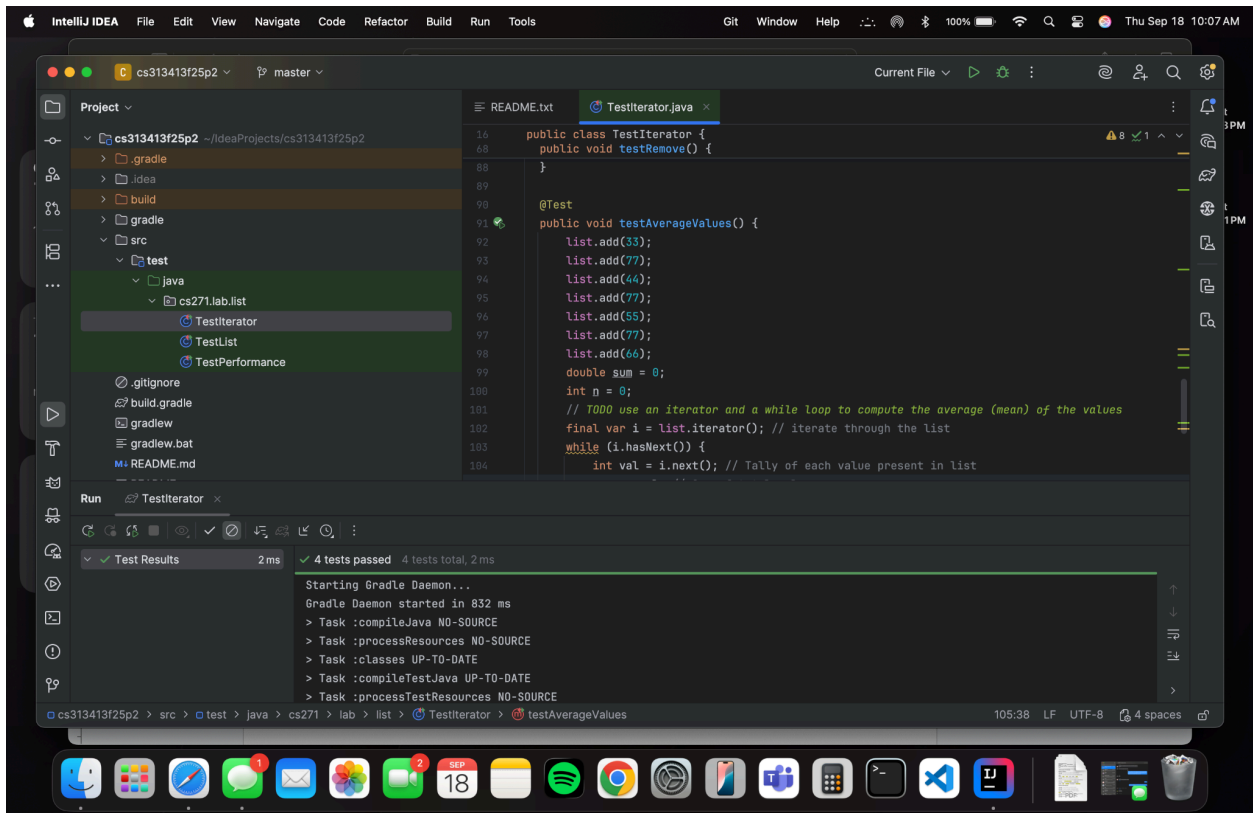 IntelliJ IDEA File Edit View Navigate Code Refactor Build Run Tools Git Window Help 100% Thu Sep 18 10:07 AM
C cs313413f25p2 master Current File
Project
README.txt TestIterator.java
cs313413f25p2 ~/IdeaProjects/cs313413f25p2
.gradle
.idea
build
gradle
src
test
java
cs271.lab.list
TestIterator
TestList
TestPerformance
.gitignore
build.gradle
gradlew
gradlew.bat
M↓ README.md
8 1
16 public class TestIterator {
68 public void testRemove() {
88 }
89
90 @Test
91 public void testAverageValues() {
92 list.add(33);
93 list.add(77);
94 list.add(44);
95 list.add(77);
96 list.add(55);
97 list.add(77);
98 list.add(66);
99 double sum = 0;
100 int n = 0;
101 // TODO use an iterator and a while loop to compute the average (mean) of the values
102 final var i = list.iterator(); // iterate through the list
103 while (i.hasNext()) {
104 int val = i.next(); // Tally of each value present in list
Run TestIterator
Test Results 2 ms
4 tests passed 4 tests total, 2 ms
Starting Gradle Daemon...
Gradle Daemon started in 832 ms
> Task :compileJava NO-SOURCE
> Task :processResources NO-SOURCE
> Task :classes UP-TO-DATE
> Task :compileTestJava UP-TO-DATE
> Task :processTestResources NO-SOURCE
cs313413f25p2 > src > test > java > cs271 > lab > list > TestIterator > testAverageValues 105:38 LF UTF-8 4 spaces
t
3 PM
t
1 PM
1
2
SEP
18
IJ
PDF